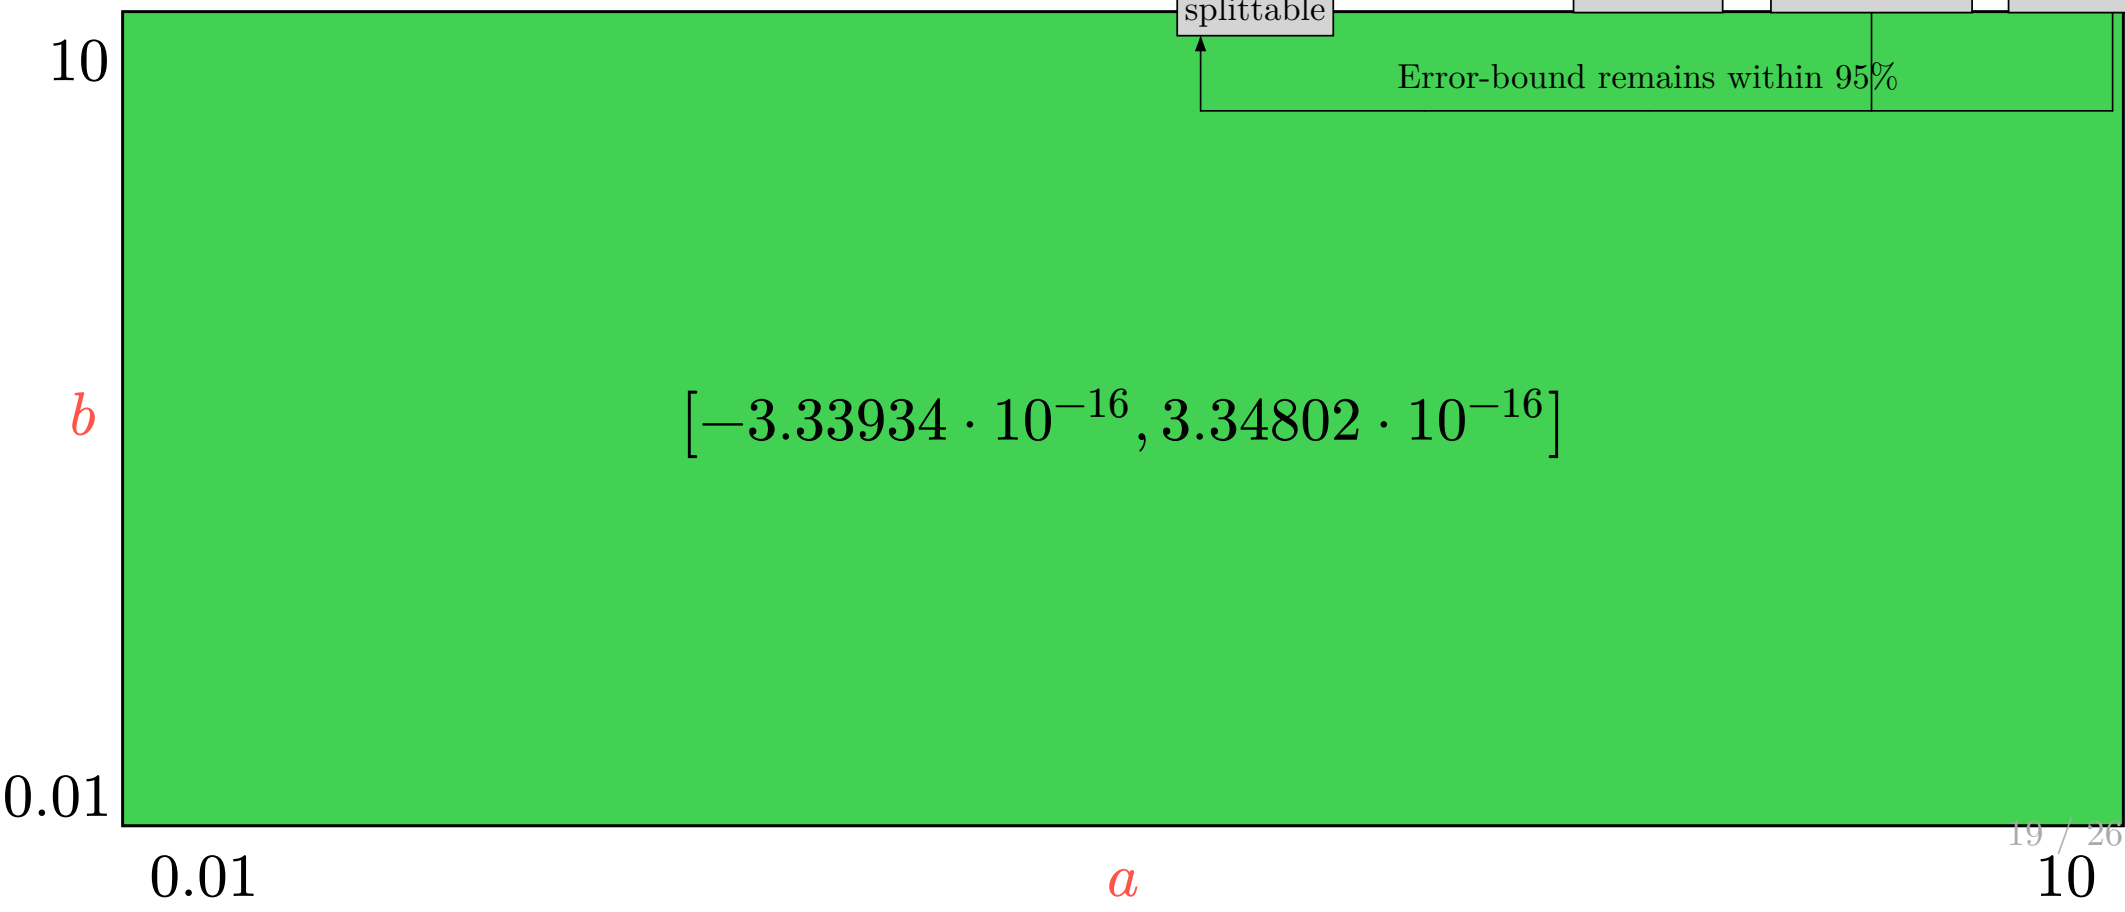 splittable
10
Error-bound remains within 95%
b
[−3.33934 · 10⁻¹⁶, 3.34802 · 10⁻¹⁶]
0.01
19 / 26
0.01
a
10